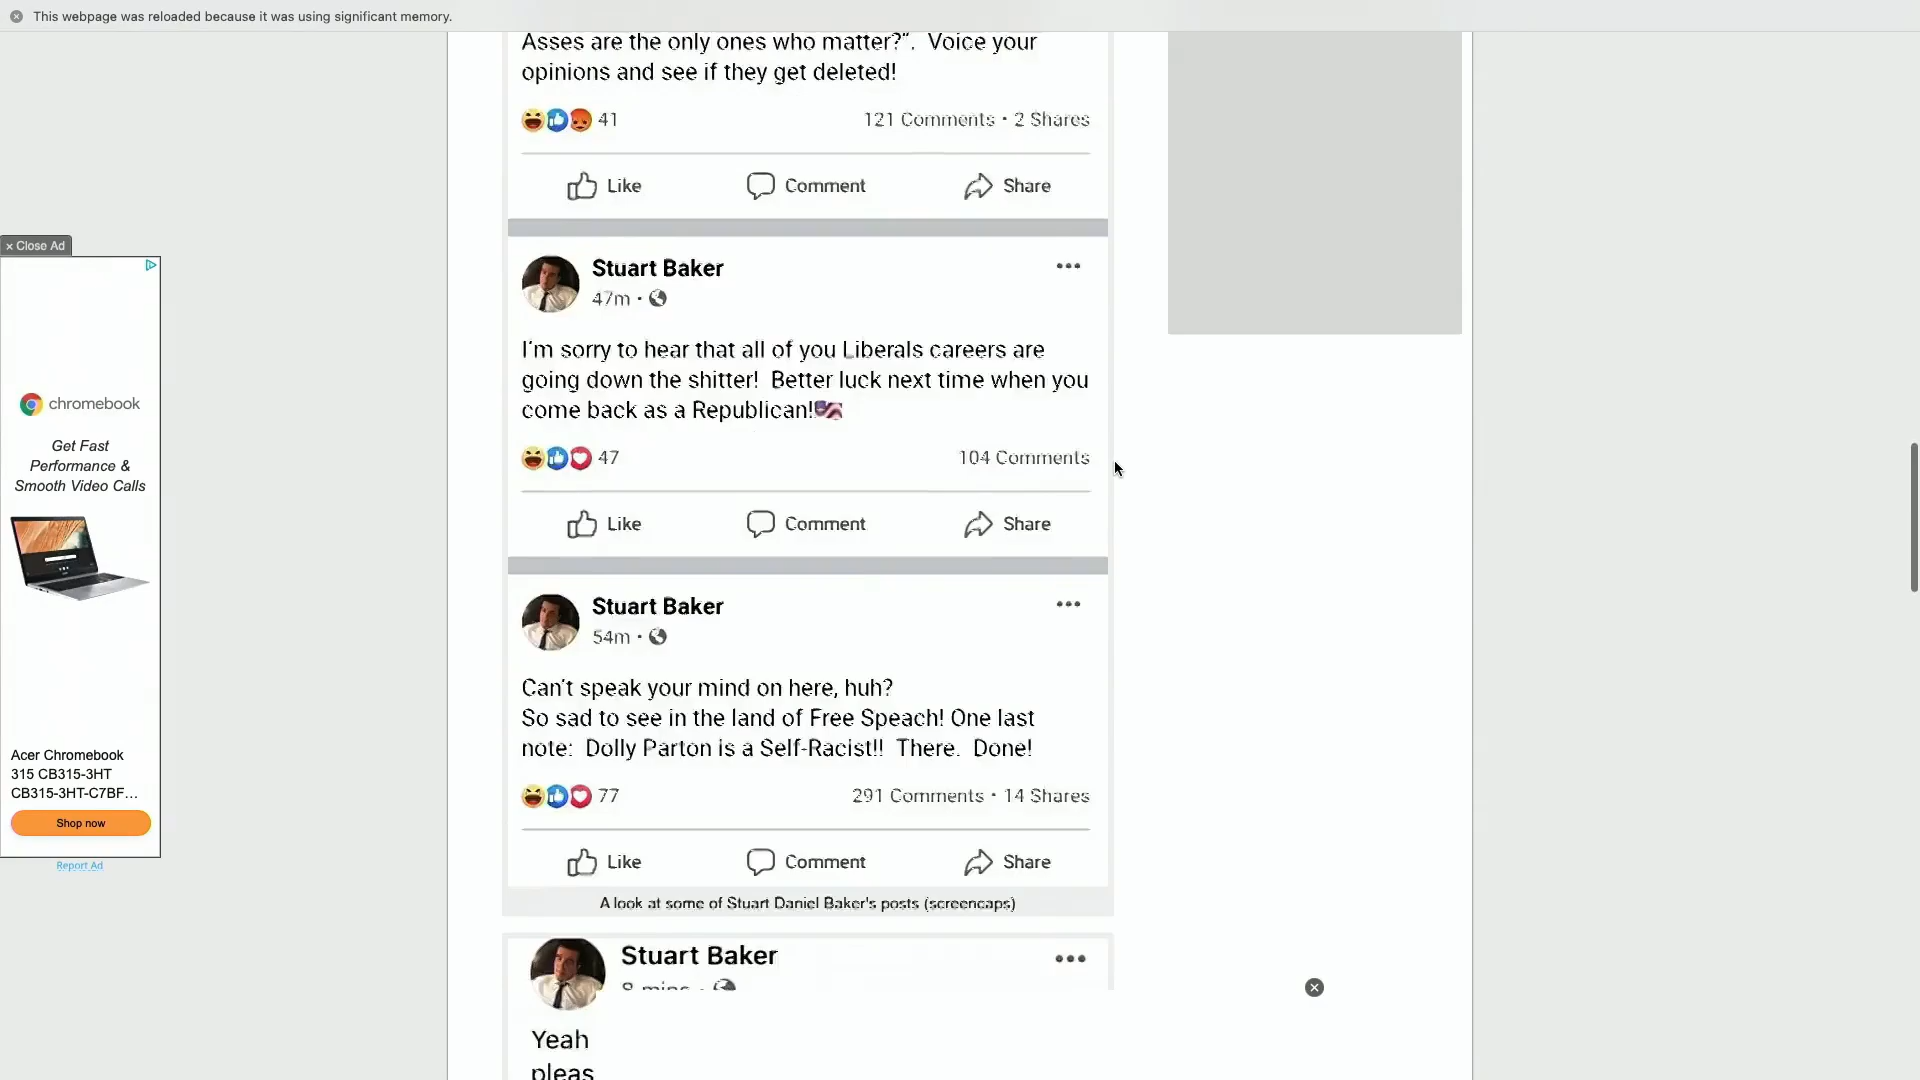 This webpage was reloaded because it was using significant memory.
Asses are the only ones who matter?". Voice your
opinions and see if they get deleted!
41
121 Comments • 2 Shares
Like
Comment
Share
Stuart Baker
47m •
I'm sorry to hear that all of you Liberals careers are
going down the shitter! Better luck next time when you
come back as a Republican!
47
104 Comments
Like
Comment
Share
Stuart Baker
54m •
Can't speak your mind on here, huh?
So sad to see in the land of Free Speach! One last
note: Dolly Parton is a Self-Racist!! There. Done!
77
291 Comments • 14 Shares
Like
Comment
Share
A look at some of Stuart Daniel Baker's posts (screencaps)
Stuart Baker
8 mins •
Yeah
pleas
× Close Ad
chromebook
Get Fast
Performance &
Smooth Video Calls
Acer Chromebook
315 CB315-3HT
CB315-3HT-C7BF...
Shop now
Report Ad